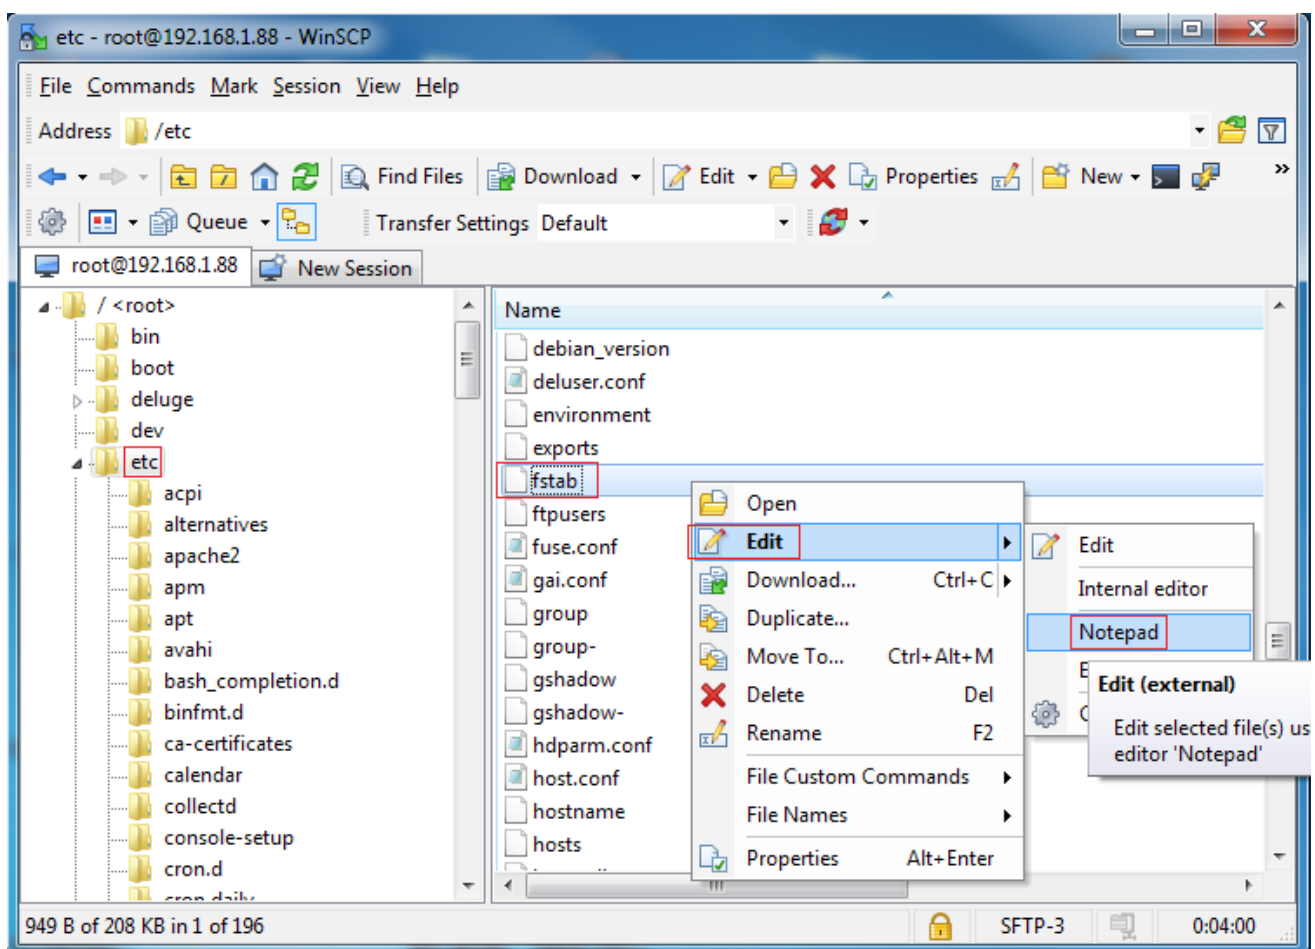 etc - root@192.168.1.88 - WinSCP
File Commands Mark Session View Help
Address /etc
Find Files Download Edit Properties New »
Queue Transfer Settings Default
root@192.168.1.88 New Session
/ <root>
bin
boot
deluge
dev
etc
acpi
alternatives
apache2
apm
apt
avahi
bash_completion.d
binfmt.d
ca-certificates
calendar
collectd
console-setup
cron.d
cron.daily
Name
debian_version
deluser.conf
environment
exports
fstab
ftpusers
fuse.conf
gai.conf
group
group-
gshadow
gshadow-
hdparm.conf
host.conf
hostname
hosts
Open
Edit
Download... Ctrl+C
Duplicate...
Move To... Ctrl+Alt+M
Delete Del
Rename F2
File Custom Commands
File Names
Properties Alt+Enter
Edit
Internal editor
Notepad
Edit (external)
Edit selected file(s) us
editor 'Notepad'
949 B of 208 KB in 1 of 196
SFTP-3
0:04:00